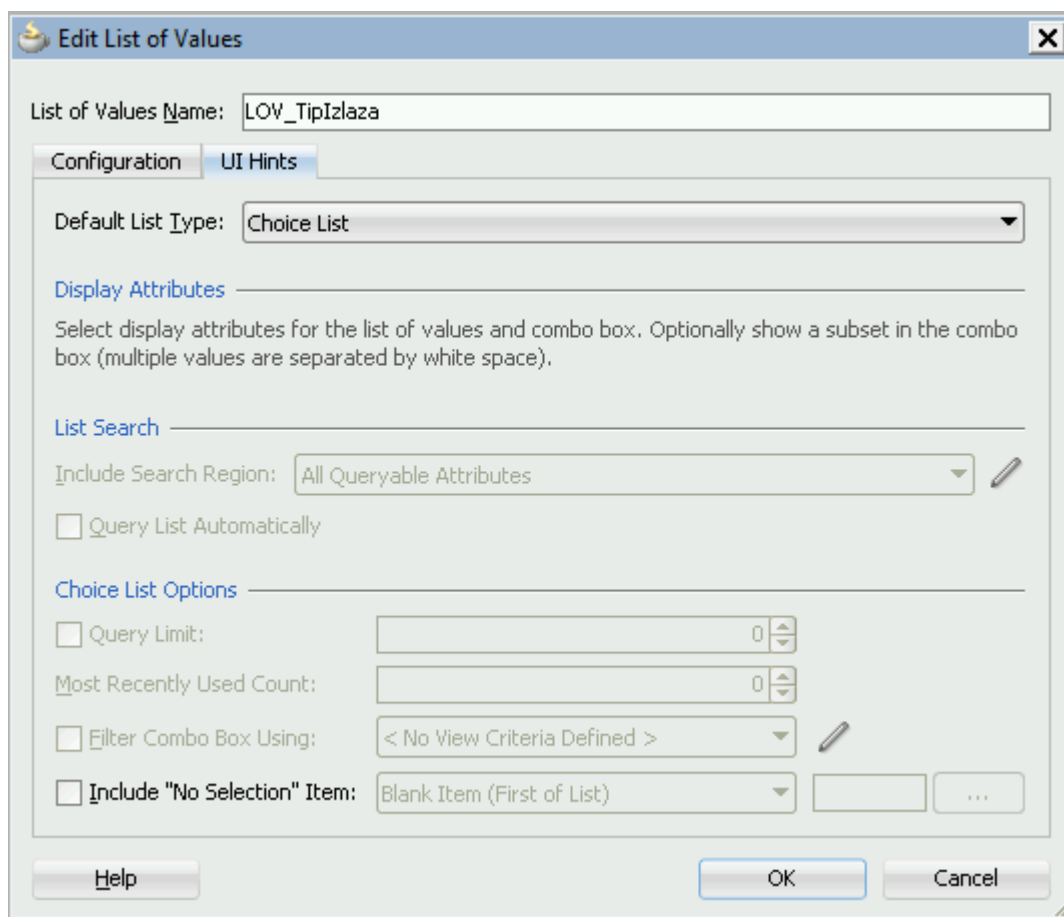 Edit List of Values
List of Values Name: LOV_TipIzlaza
Configuration UI Hints
Default List Type: Choice List
Display Attributes
Select display attributes for the list of values and combo box. Optionally show a subset in the combo
box (multiple values are separated by white space).
List Search
Include Search Region: All Queryable Attributes
Query List Automatically
Choice List Options
Query Limit: 0
Most Recently Used Count: 0
Filter Combo Box Using: < No View Criteria Defined >
Include "No Selection" Item: Blank Item (First of List) ...
Help OK Cancel